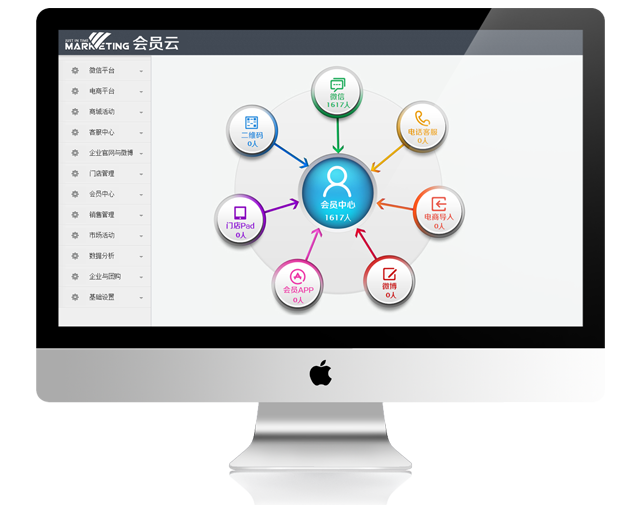 JUST IN TIME
MARKETING 会员云
微信平台
电商平台
商城活动
客服中心
企业官网与微博
门店管理
会员中心
销售管理
市场活动
数据分析
企业与团购
基础设置
微信
1617人
二维码
0人
电话客服
0人
会员中心
1617人
门店Pad
0人
电商导入
0人
会员APP
0人
微博
0人